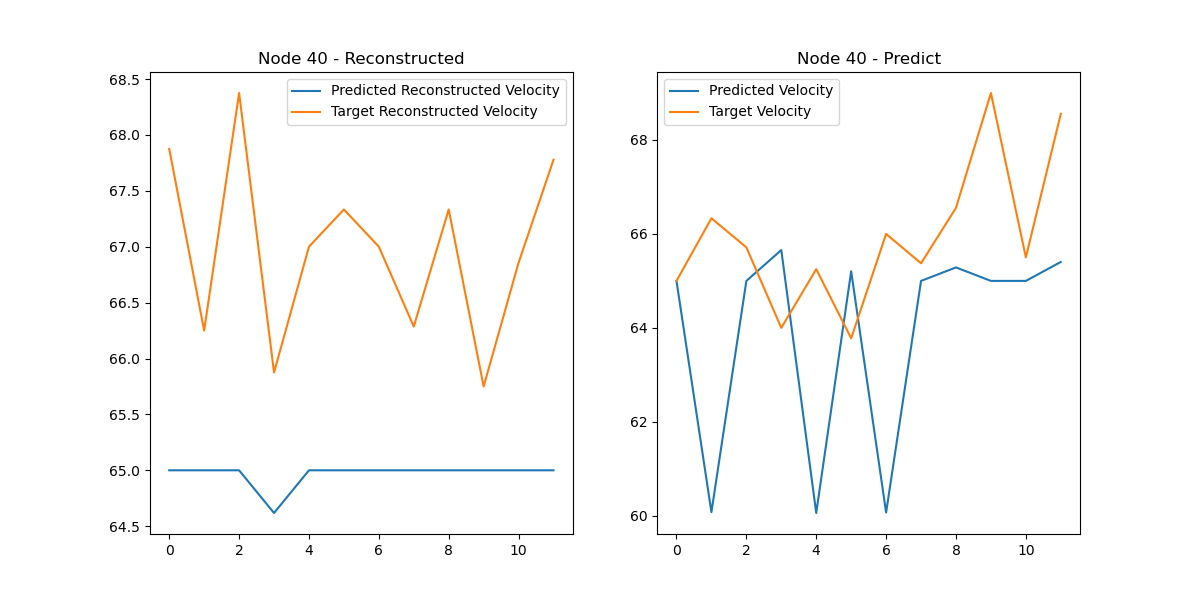 Node 40 - Reconstructed
Predicted Reconstructed Velocity
Target Reconstructed Velocity
68.5
68.0
67.5
67.0
66.5
66.0
65.5
65.0
64.5
0 2 4 6 8 10
Node 40 - Predict
Predicted Velocity
Target Velocity
68
66
64
62
60
0 2 4 6 8 10